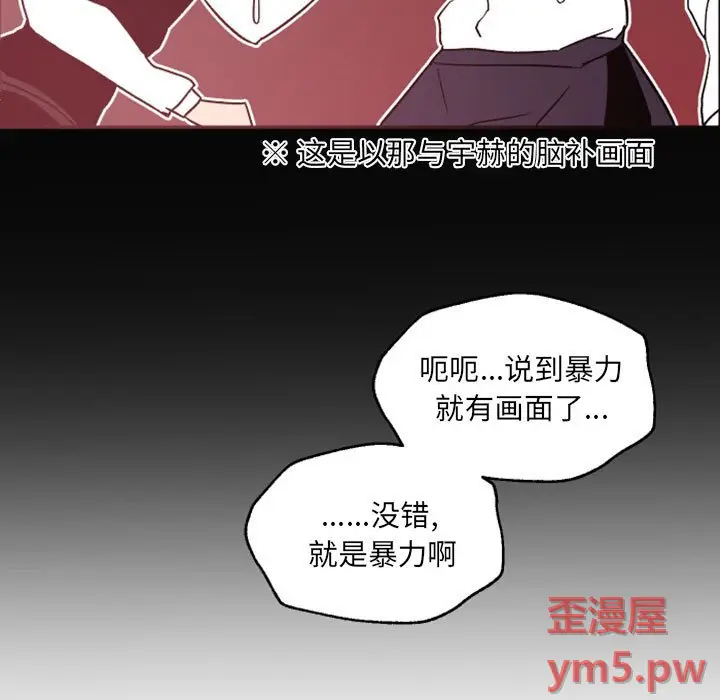 ※ 这是以那与宇赫的脑补画面
呃呃...说到暴力
就有画面了...
......没错,
就是暴力啊
歪漫屋
ym5.pw